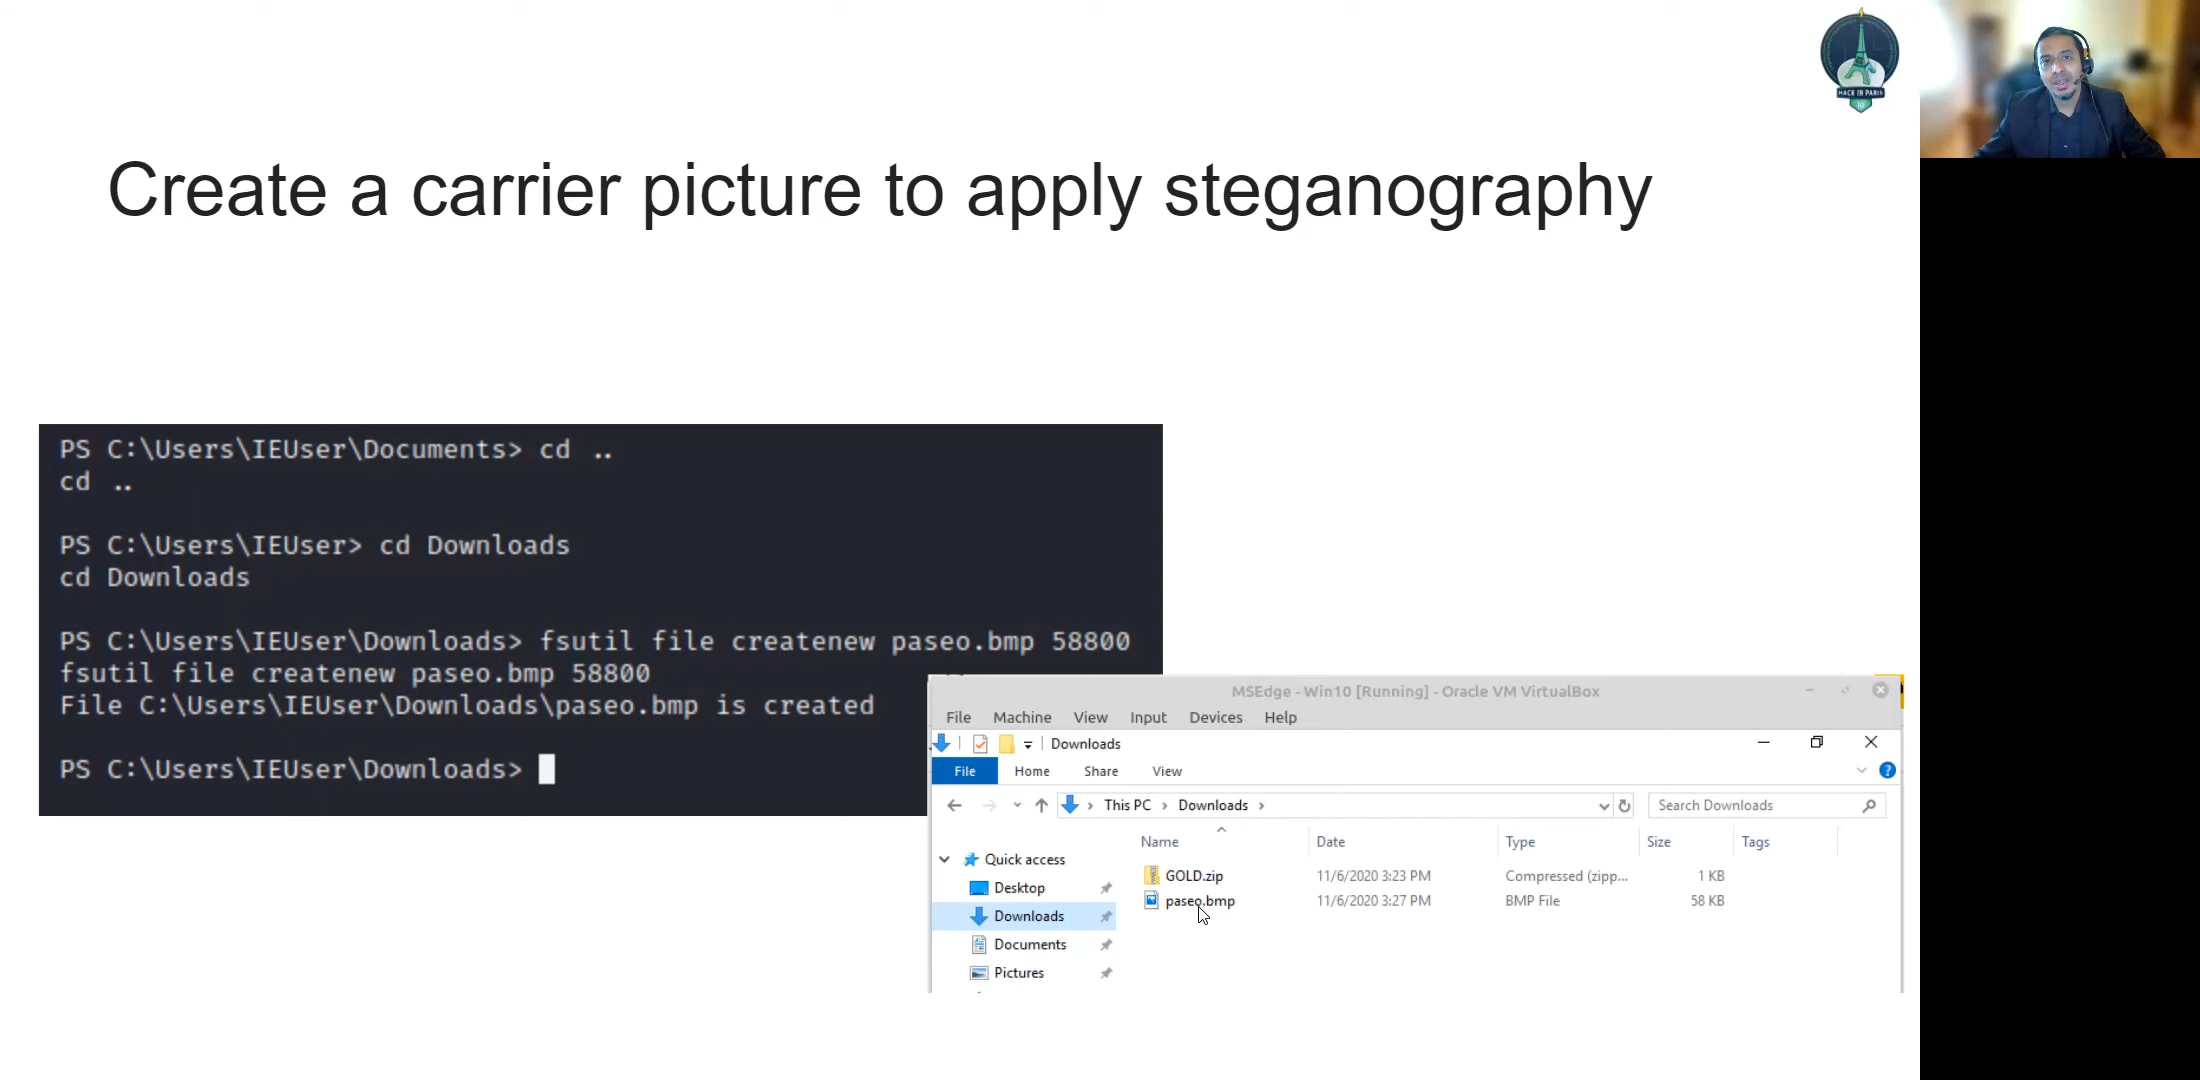 HACK IN PARIS
Create a carrier picture to apply steganography
PS C:\Users\IEUser\Documents> cd ..
cd ..
PS C:\Users\IEUser> cd Downloads
cd Downloads
PS C:\Users\IEUser\Downloads> fsutil file createnew paseo.bmp 58800
fsutil file createnew paseo.bmp 58800
File C:\Users\IEUser\Downloads\paseo.bmp is created
PS C:\Users\IEUser\Downloads>
MSEdge - Win10 [Running] - Oracle VM VirtualBox
File Machine View Input Devices Help
Downloads
File Home Share View
This PC > Downloads > Search Downloads
Name Date Type Size Tags
Quick access
Desktop
Downloads
Documents
Pictures
GOLD.zip 11/6/2020 3:23 PM Compressed (zipp... 1 KB
paseo.bmp 11/6/2020 3:27 PM BMP File 58 KB